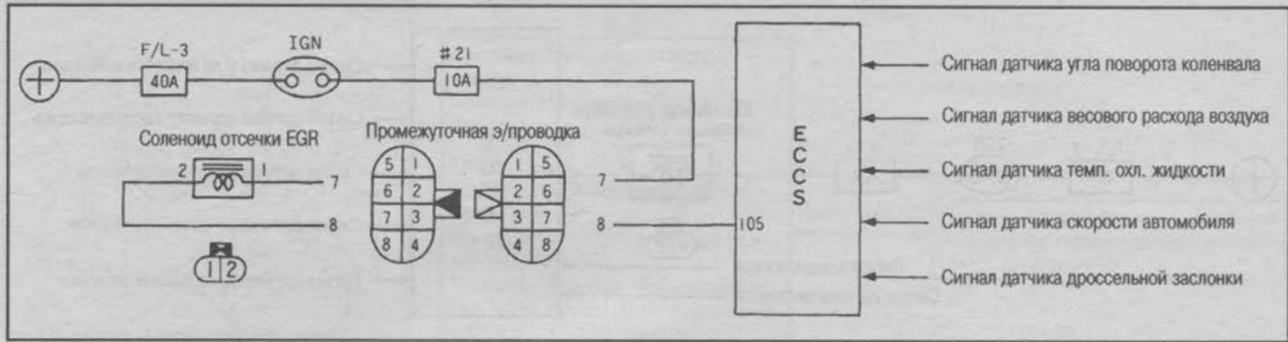 F/L-3 IGN #21
40A 10A
Соленоид отсечки EGR Промежуточная э/проводка
2 1 7
8
1 2
5 1
6 2
7 3
8 4
1 5
2 6
3 7
4 8
7
8 105
ECCS
Сигнал датчика угла поворота коленвала
Сигнал датчика весового расхода воздуха
Сигнал датчика темп. охл. жидкости
Сигнал датчика скорости автомобиля
Сигнал датчика дроссельной заслонки